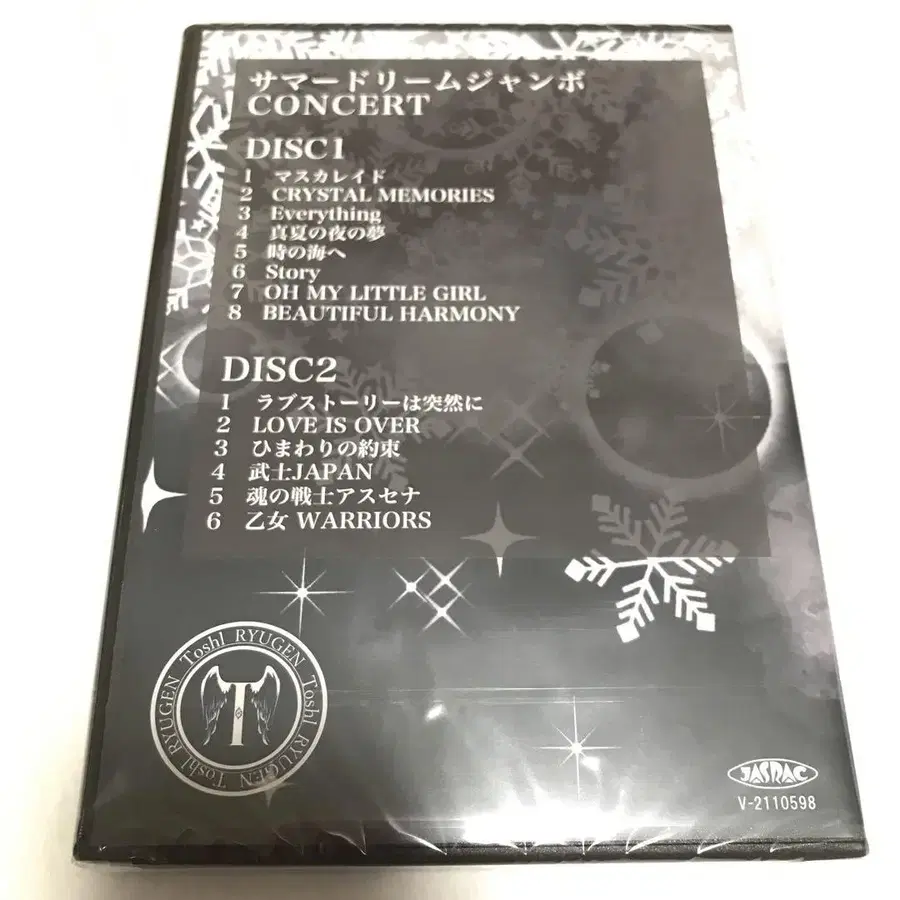 サマードリームジャンボ
CONCERT
DISC1
1 マスカレイド
2 CRYSTAL MEMORIES
3 Everything
4 真夏の夜の夢
5 時の海へ
6 Story
7 OH MY LITTLE GIRL
8 BEAUTIFUL HARMONY
DISC2
1 ラブストーリーは突然に
2 LOVE IS OVER
3 ひまわりの約束
4 武士JAPAN
5 魂の戦士アスセナ
6 乙女 WARRIORS
Toshl RYUGEN Toshl RYUGEN Toshl RYUGEN
T
JASRAC
V-2110598